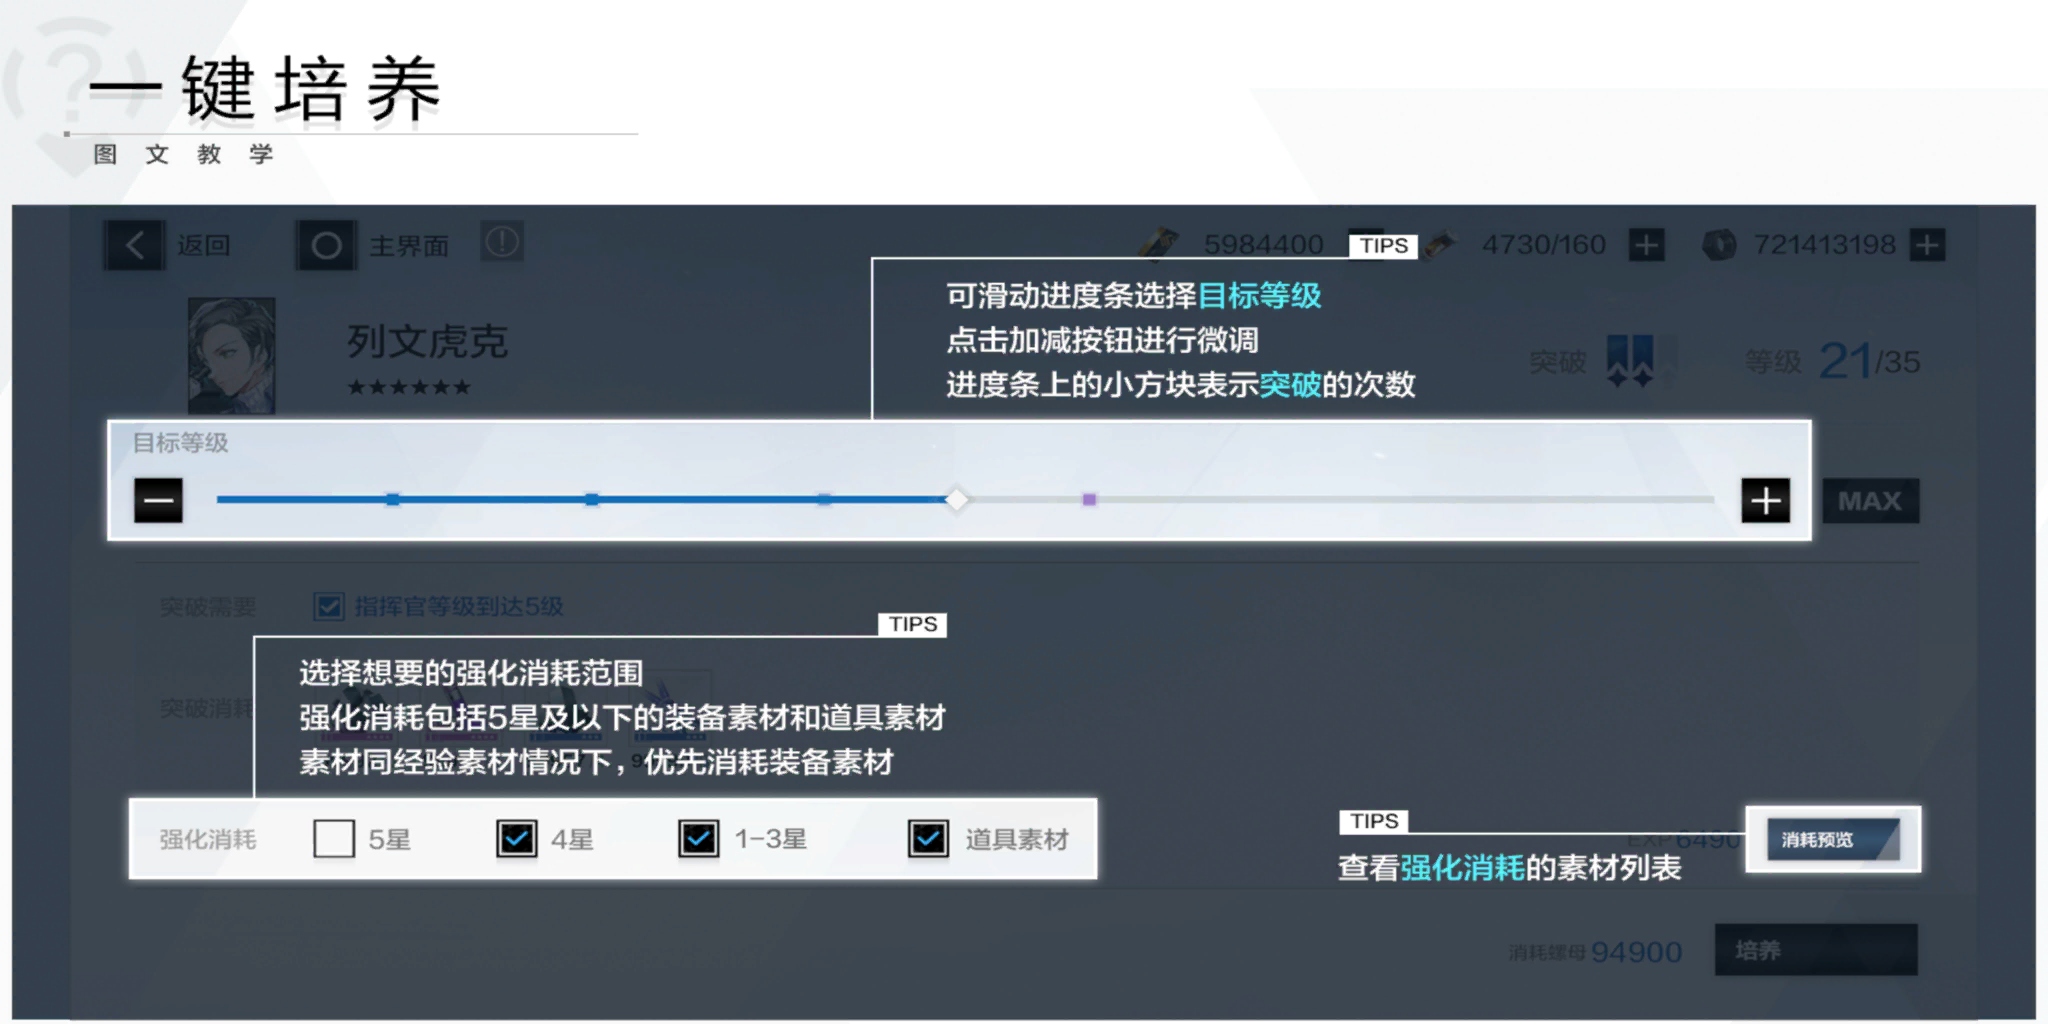 一键培养
图文教学
返回
主界面
5984400
4730/160
721413198
TIPS
可滑动进度条选择目标等级
点击加减按钮进行微调
进度条上的小方块表示突破的次数
列文虎克
★★★★★★
突破
等级 21/35
目标等级
MAX
突破需要
指挥官等级到达5级
TIPS
选择想要的强化消耗范围
强化消耗包括5星及以下的装备素材和道具素材
素材同经验素材情况下，优先消耗装备素材
突破消耗
强化消耗
5星
4星
1-3星
道具素材
TIPS
查看强化消耗的素材列表
EXP 6490
消耗预览
消耗螺母 94900
培养